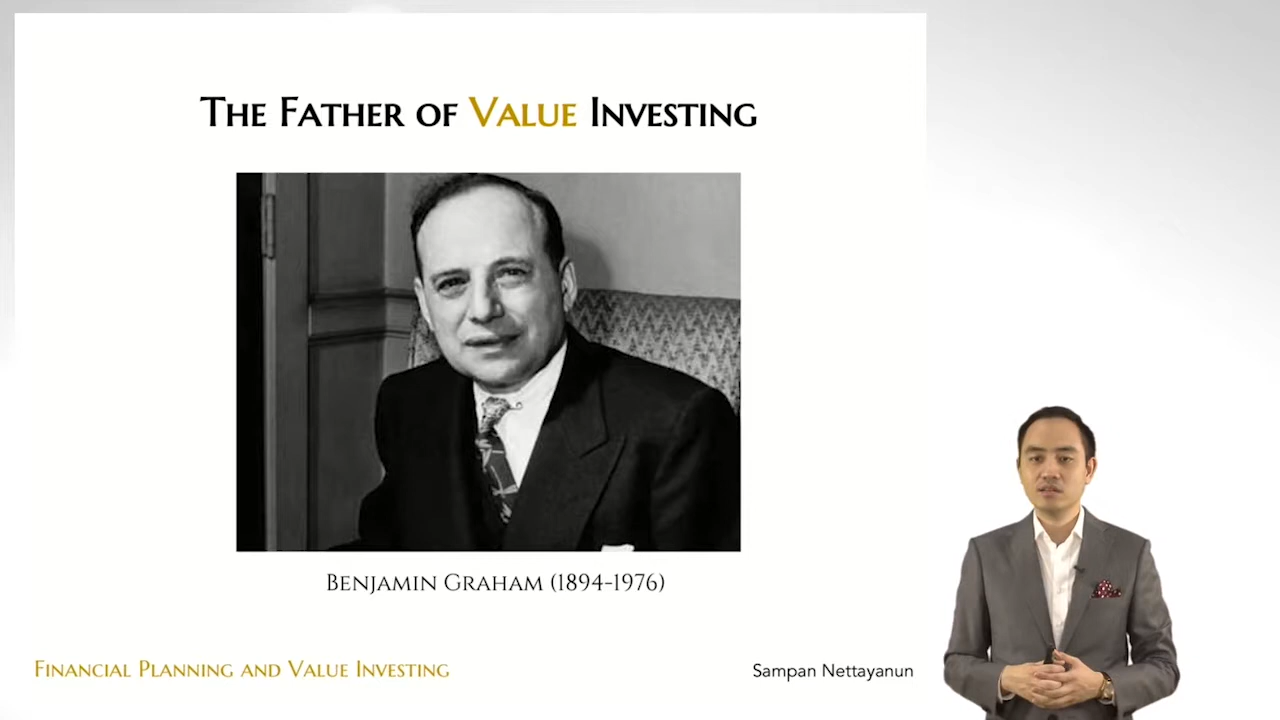 The Father of Value Investing
Benjamin Graham (1894-1976)
Financial Planning and Value Investing
Sampan Nettayanun